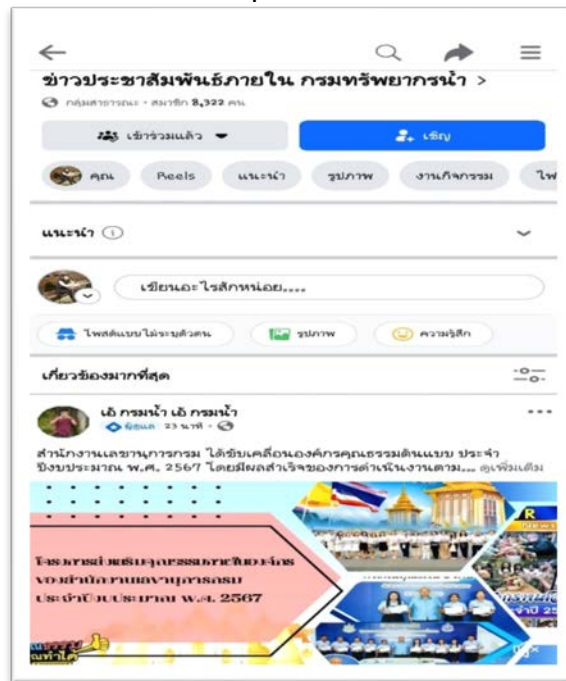 ข่าวประชาสัมพันธ์ภายใน กรมทรัพยากรน้ำ >
กลุ่มสาธารณะ • สมาชิก 8,322 คน
เข้าร่วมแล้ว
เชิญ
คุณ
Reels
แนะนำ
รูปภาพ
งานกิจกรรม
ไฟ
แนะนำ
เขียนอะไรสักหน่อย....
โพสต์แบบไม่ระบุตัวตน
รูปภาพ
ความรู้สึก
เกี่ยวข้องมากที่สุด
เอ้ กรมน้ำ เอ้ กรมน้ำ
ผู้ดูแล 23 นาที •
สำนักงานเลขานุการกรม ได้ขับเคลื่อนองค์กรคุณธรรมต้นแบบ ประจำ
ปีงบประมาณ พ.ศ. 2567 โดยมีผลสำเร็จของการดำเนินงานตาม... ดูเพิ่มเติม
โครงการส่งเสริมคุณธรรมภายในองค์กร
ของสำนักงานเลขานุการกรม
ประจำปีงบประมาณ พ.ศ. 2567